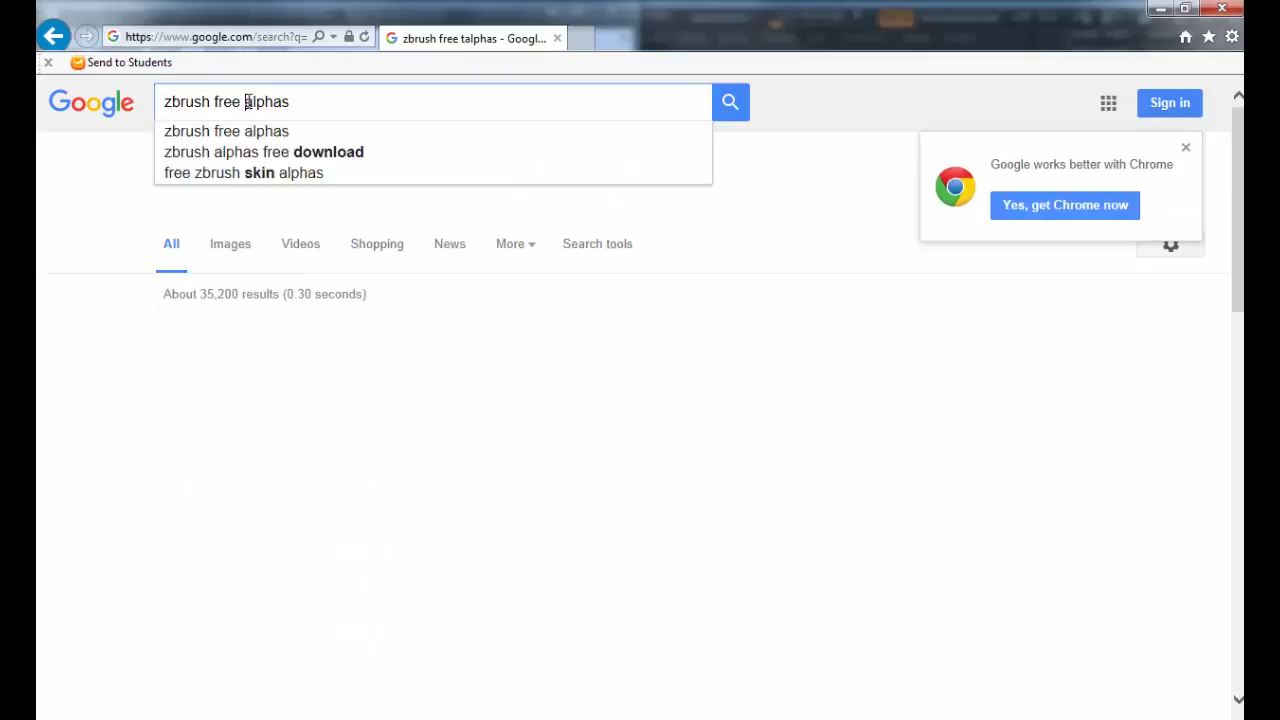 https://www.google.com/search?q=
zbrush free talphas - Googl...
Send to Students
Google
zbrush free alphas
Sign in
zbrush free alphas
zbrush alphas free download
free zbrush skin alphas
Google works better with Chrome
Yes, get Chrome now
All Images Videos Shopping News More Search tools
About 35,200 results (0.30 seconds)